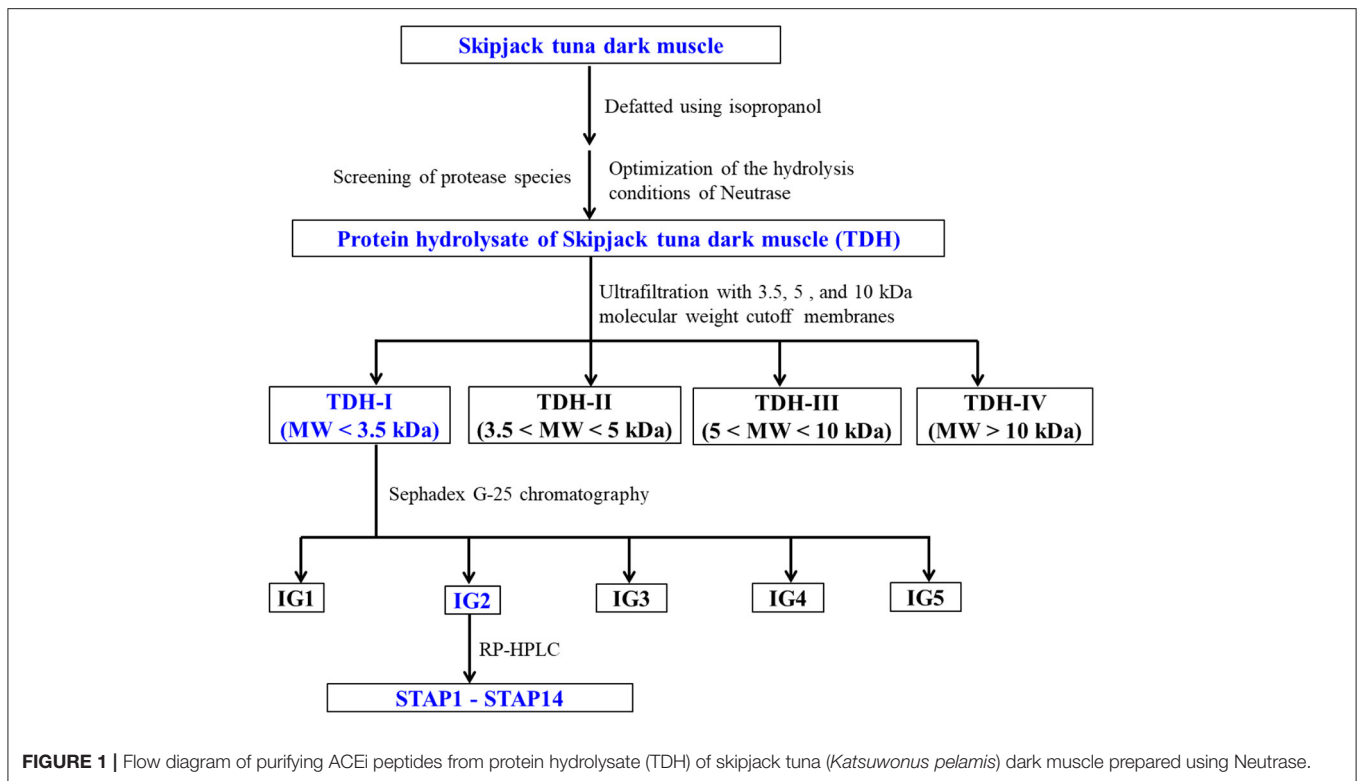 Skipjack tuna dark muscle
Defatted using isopropanol
Screening of protease species
Optimization of the hydrolysis
conditions of Neutrase
Protein hydrolysate of Skipjack tuna dark muscle (TDH)
Ultrafiltration with 3.5, 5 , and 10 kDa
molecular weight cutoff membranes
TDH-I
(MW < 3.5 kDa)
TDH-II
(3.5 < MW < 5 kDa)
TDH-III
(5 < MW < 10 kDa)
TDH-IV
(MW > 10 kDa)
Sephadex G-25 chromatography
IG1
IG2
IG3
IG4
IG5
RP-HPLC
STAP1 - STAP14
FIGURE 1 | Flow diagram of purifying ACEi peptides from protein hydrolysate (TDH) of skipjack tuna (Katsuwonus pelamis) dark muscle prepared using Neutrase.